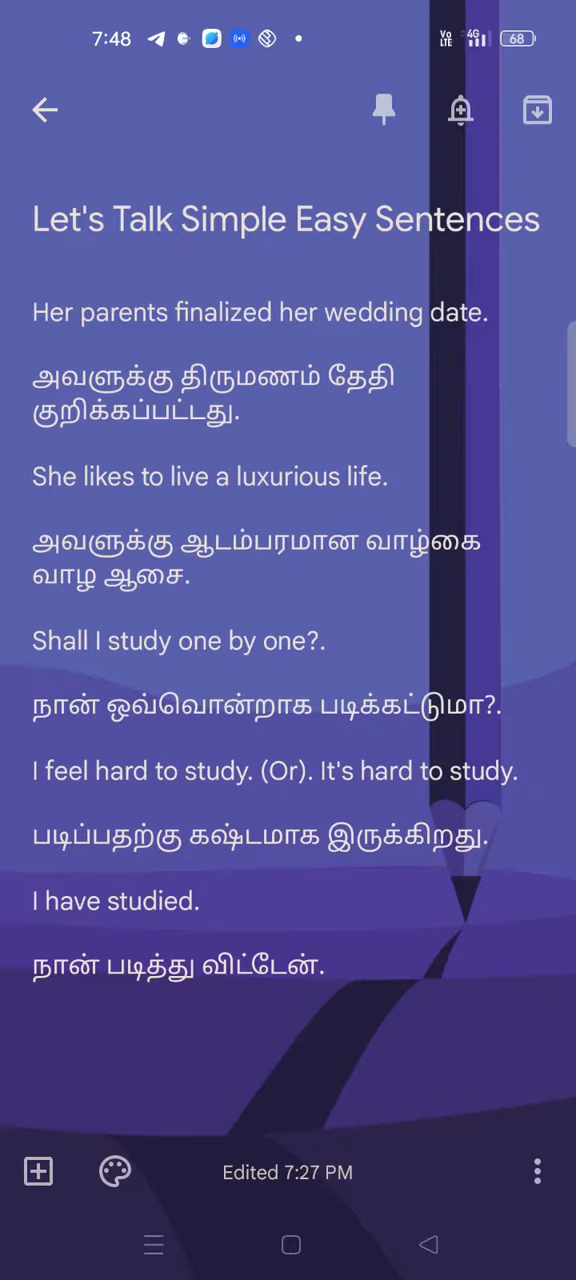 7:48
Vo LTE 4G 68
Let's Talk Simple Easy Sentences
Her parents finalized her wedding date.
அவளுக்கு திருமணம் தேதி
குறிக்கப்பட்டது.
She likes to live a luxurious life.
அவளுக்கு ஆடம்பரமான வாழ்கை
வாழ ஆசை.
Shall I study one by one?.
நான் ஒவ்வொன்றாக படிக்கட்டுமா?.
I feel hard to study. (Or). It's hard to study.
படிப்பதற்கு கஷ்டமாக இருக்கிறது.
I have studied.
நான் படித்து விட்டேன்.
Edited 7:27 PM